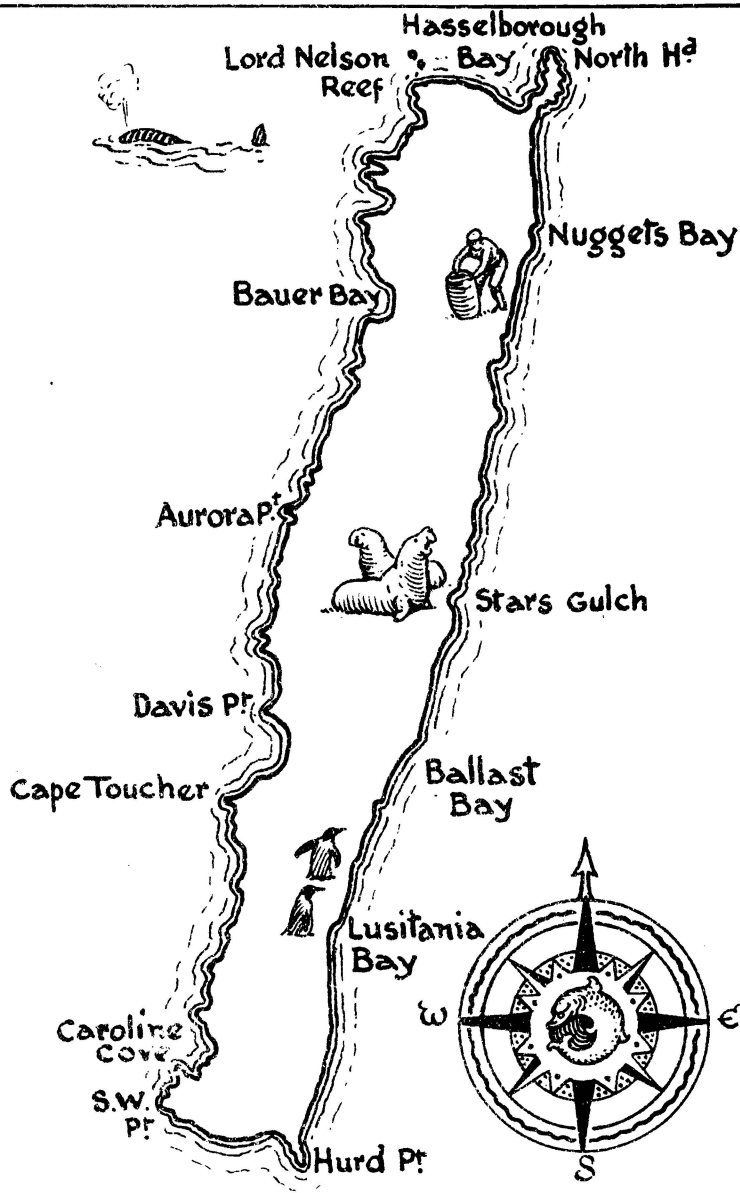 Hasselborough
Bay
Lord Nelson
Reef
North Hd.
Nuggets Bay
Bauer Bay
Aurora Pt.
Stars Gulch
Davis Pt.
Cape Toucher
Ballast
Bay
Lusitania
Bay
Caroline
Cove
S.W.
Pt.
Hurd Pt.
W
E
S